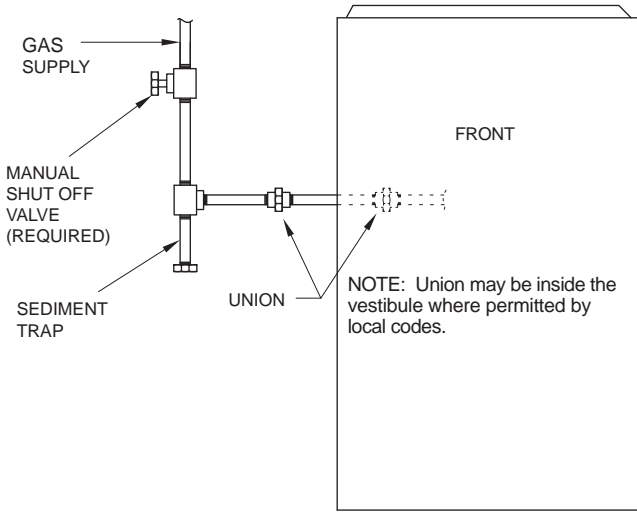 GAS
SUPPLY
FRONT
MANUAL
SHUT OFF
VALVE
(REQUIRED)
SEDIMENT
TRAP
UNION
NOTE: Union may be inside the
vestibule where permitted by
local codes.